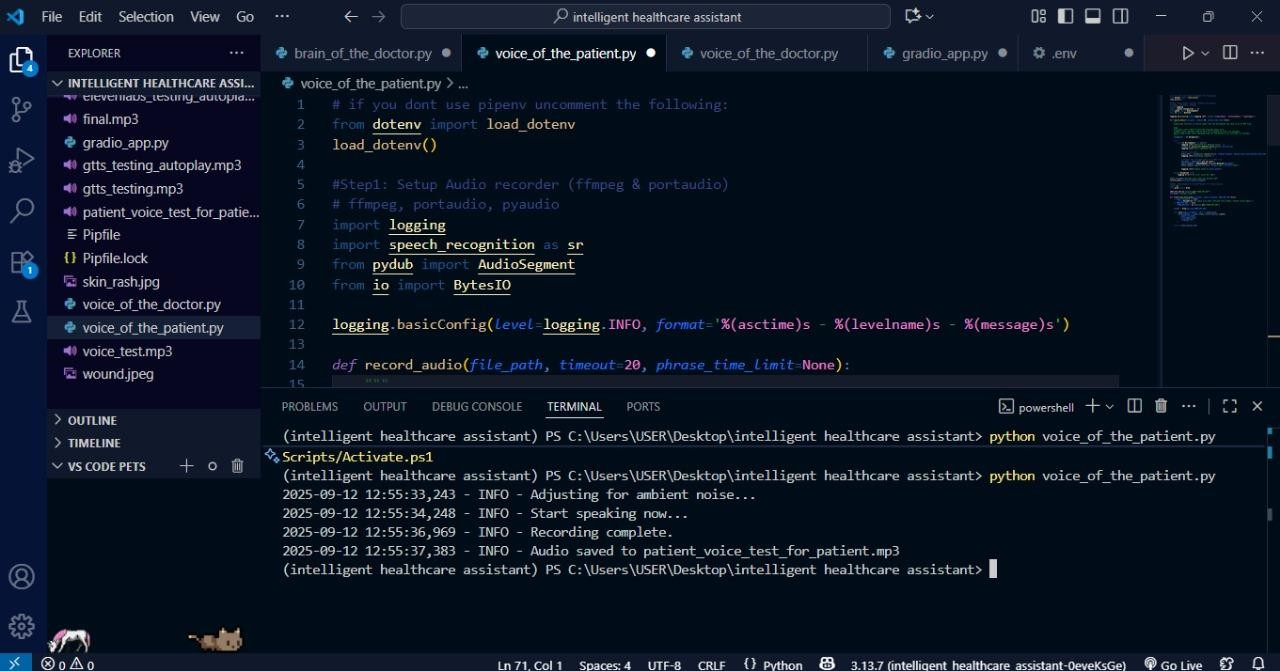 File Edit Selection View Go ··· intelligent healthcare assistant
EXPLORER ···
INTELLIGENT HEALTHCARE ASSI...
elevenlabs_testing_autopla...
final.mp3
gradio_app.py
gtts_testing_autoplay.mp3
gtts_testing.mp3
patient_voice_test_for_patie...
Pipfile
{} Pipfile.lock
skin_rash.jpg
voice_of_the_doctor.py
voice_of_the_patient.py
voice_test.mp3
wound.jpeg
OUTLINE
TIMELINE
VS CODE PETS
4
1
brain_of_the_doctor.py voice_of_the_patient.py voice_of_the_doctor.py gradio_app.py .env
voice_of_the_patient.py > ...
1 # if you dont use pipenv uncomment the following:
2 from dotenv import load_dotenv
3 load_dotenv()
4
5 #Step1: Setup Audio recorder (ffmpeg & portaudio)
6 # ffmpeg, portaudio, pyaudio
7 import logging
8 import speech_recognition as sr
9 from pydub import AudioSegment
10 from io import BytesIO
11
12 logging.basicConfig(level=logging.INFO, format='%(asctime)s - %(levelname)s - %(message)s')
13
14 def record_audio(file_path, timeout=20, phrase_time_limit=None):
15 """
PROBLEMS OUTPUT DEBUG CONSOLE TERMINAL PORTS powershell
(intelligent healthcare assistant) PS C:\Users\USER\Desktop\intelligent healthcare assistant> python voice_of_the_patient.py
Scripts/Activate.ps1
(intelligent healthcare assistant) PS C:\Users\USER\Desktop\intelligent healthcare assistant> python voice_of_the_patient.py
2025-09-12 12:55:33,243 - INFO - Adjusting for ambient noise...
2025-09-12 12:55:34,248 - INFO - Start speaking now...
2025-09-12 12:55:36,969 - INFO - Recording complete.
2025-09-12 12:55:37,383 - INFO - Audio saved to patient_voice_test_for_patient.mp3
(intelligent healthcare assistant) PS C:\Users\USER\Desktop\intelligent healthcare assistant>
0 0 Ln 71, Col 1 Spaces: 4 UTF-8 CRLF {} Python 3.13.7 (intelligent_healthcare_assistant-0eveKsGe) Go Live